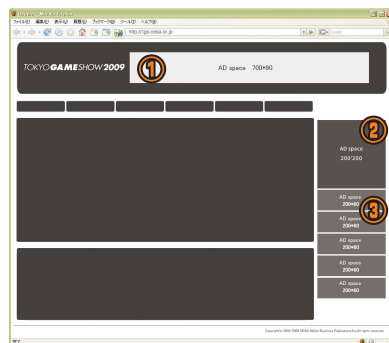 ファイル(F) 編集(E) 表示(V) 履歴(S) ブックマーク(B) ツール(T) ヘルプ(H)
http://tgs.cesa.or.jp
TOKYO GAME SHOW 2009
①
AD space 700*90
②
AD space
200*200
AD space
200*60
③
AD space
200*60
AD space
200*60
AD space
200*60
AD space
200*60
完了